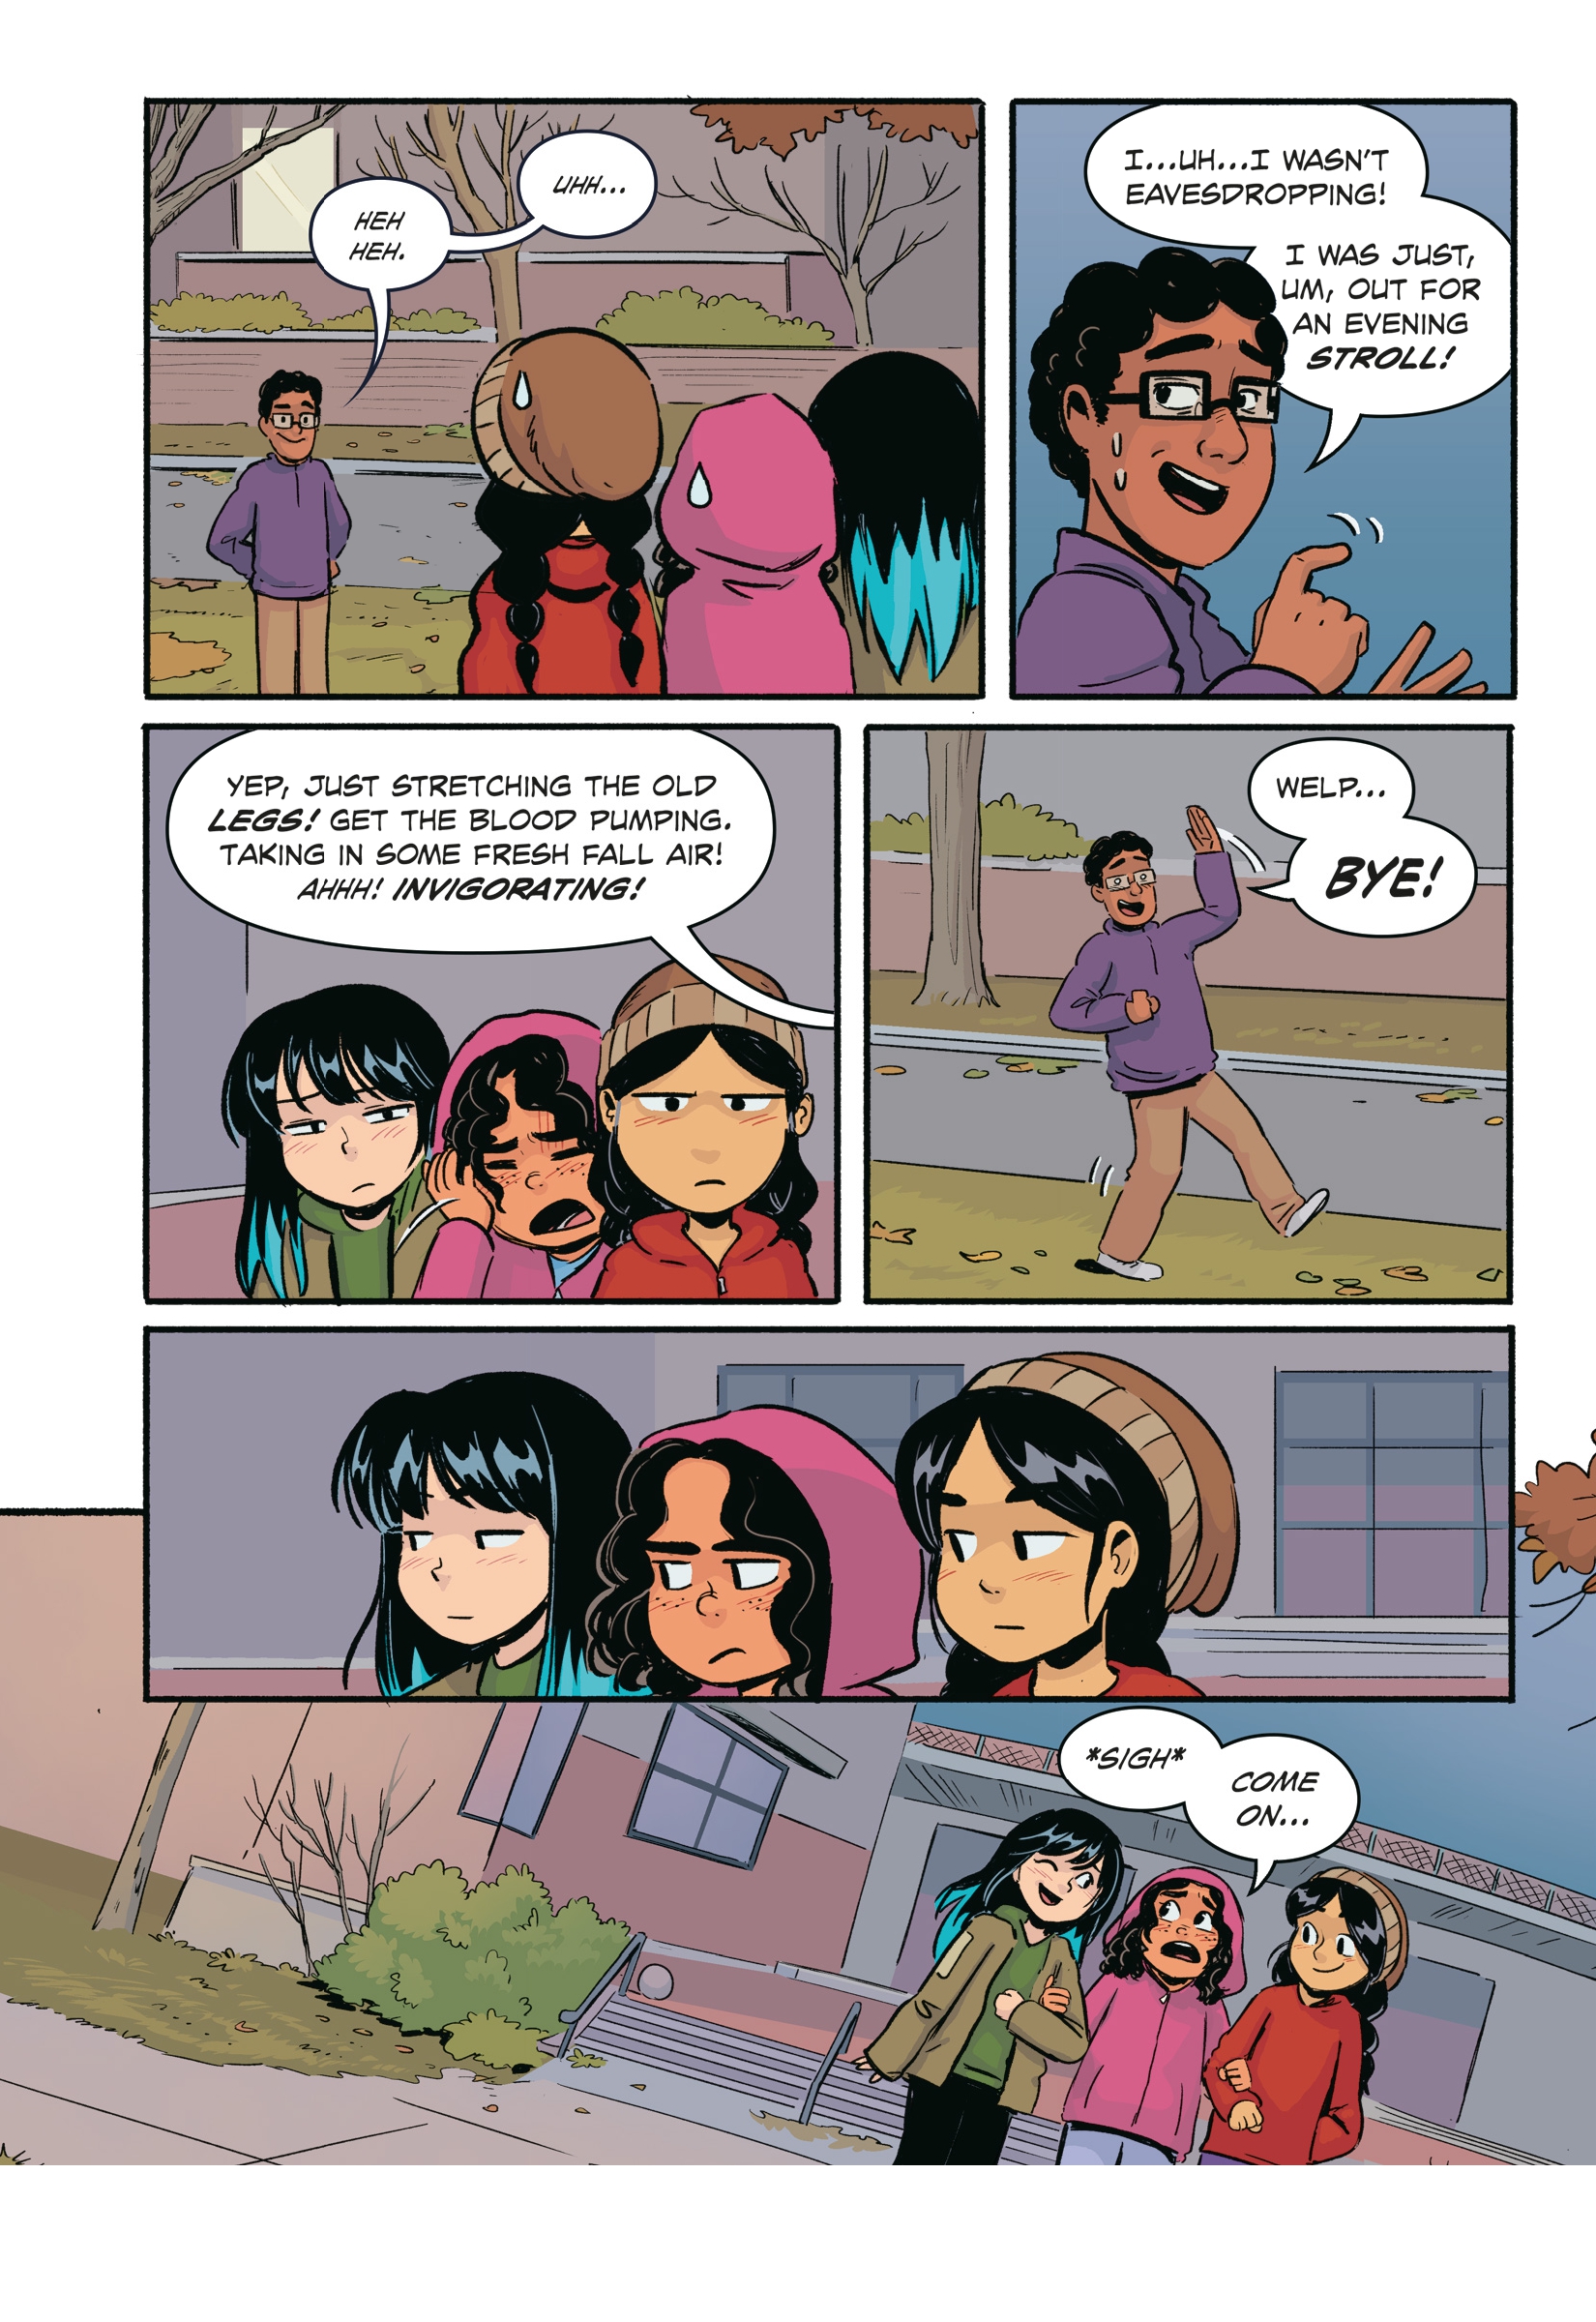 HEH
HEH.
UHH...
I...UH...I WASN'T
EAVESDROPPING!
I WAS JUST,
UM, OUT FOR
AN EVENING
STROLL!
YEP, JUST STRETCHING THE OLD
LEGS! GET THE BLOOD PUMPING.
TAKING IN SOME FRESH FALL AIR!
AHHH! INVIGORATING!
WELP...
BYE!
*SIGH*
COME
ON...